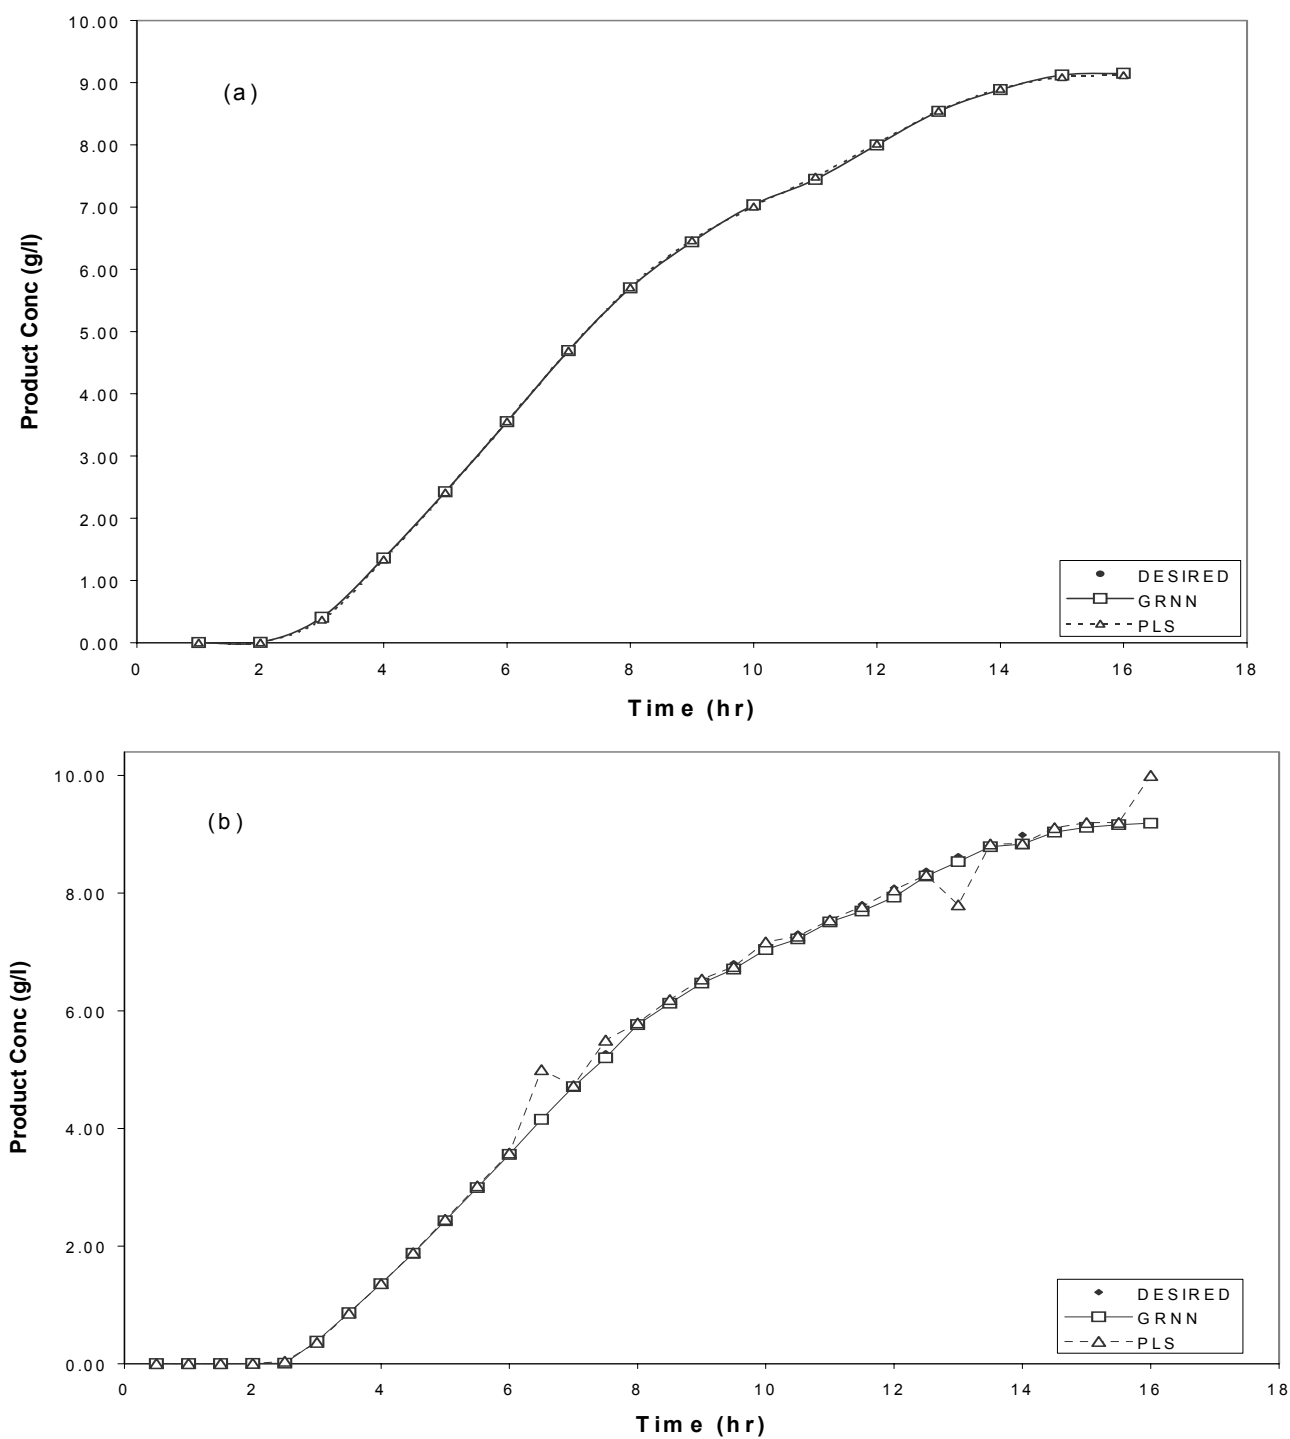 10.00
9.00
(a)
8.00
7.00
6.00
5.00
4.00
3.00
2.00
1.00
0.00
Product Conc (g/l)
DESIRED
GRNN
PLS
0 2 4 6 8 10 12 14 16 18
Time (hr)
10.00
(b)
8.00
6.00
4.00
2.00
0.00
Product Conc (g/l)
DESIRED
GRNN
PLS
0 2 4 6 8 10 12 14 16 18
Time (hr)